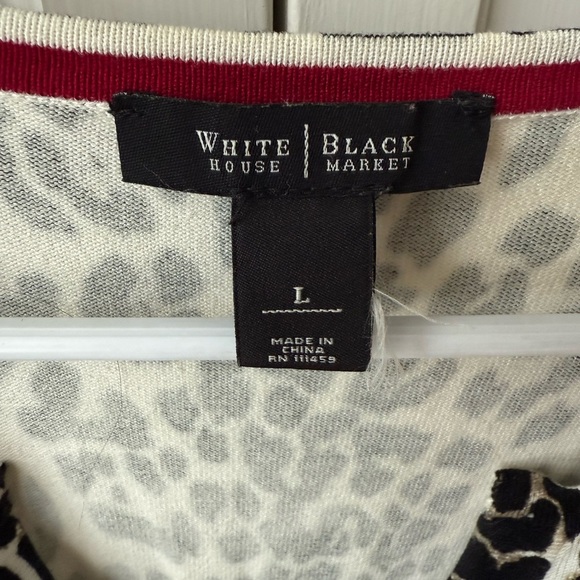 WHITE | BLACK
HOUSE | MARKET
L
MADE IN
CHINA
RN 111459